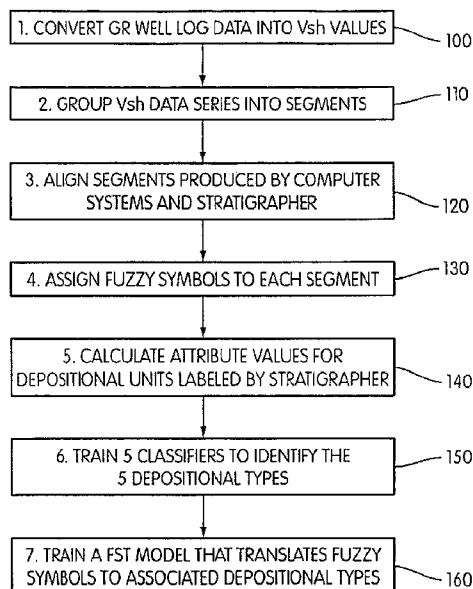 1. CONVERT GR WELL LOG DATA INTO Vsh VALUES
100
2. GROUP Vsh DATA SERIES INTO SEGMENTS
110
3. ALIGN SEGMENTS PRODUCED BY COMPUTER
SYSTEMS AND STRATIGRAPHER
120
4. ASSIGN FUZZY SYMBOLS TO EACH SEGMENT
130
5. CALCULATE ATTRIBUTE VALUES FOR
DEPOSITIONAL UNITS LABELED BY STRATIGRAPHER
140
6. TRAIN 5 CLASSIFIERS TO IDENTIFY THE
5 DEPOSITIONAL TYPES
150
7. TRAIN A FST MODEL THAT TRANSLATES FUZZY
SYMBOLS TO ASSOCIATED DEPOSITIONAL TYPES
160